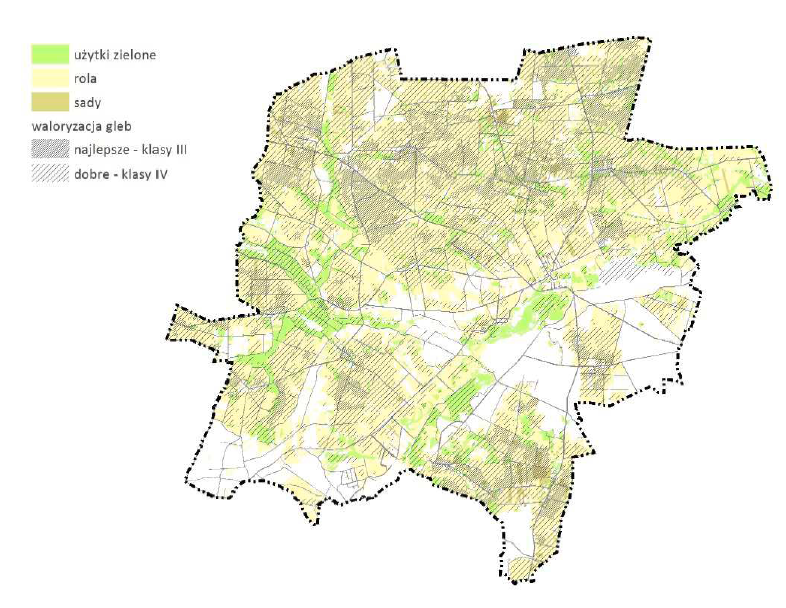 użytki zielone
rola
sady
waloryzacja gleb
najlepsze - klasy III
dobre - klasy IV